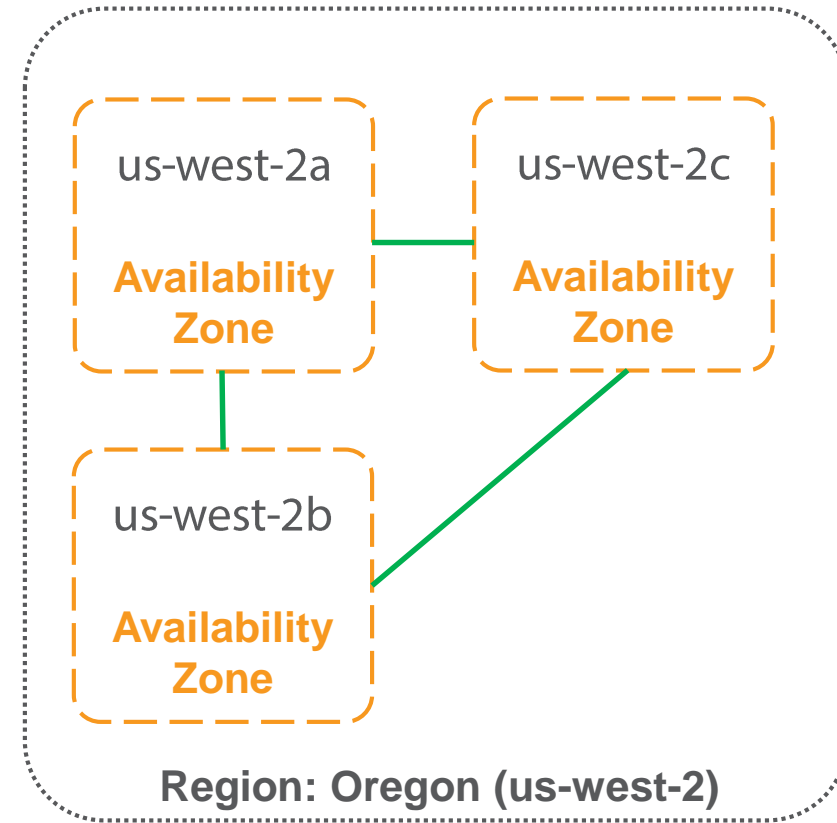 us-west-2a
Availability
Zone
us-west-2c
Availability
Zone
us-west-2b
Availability
Zone
Region: Oregon (us-west-2)